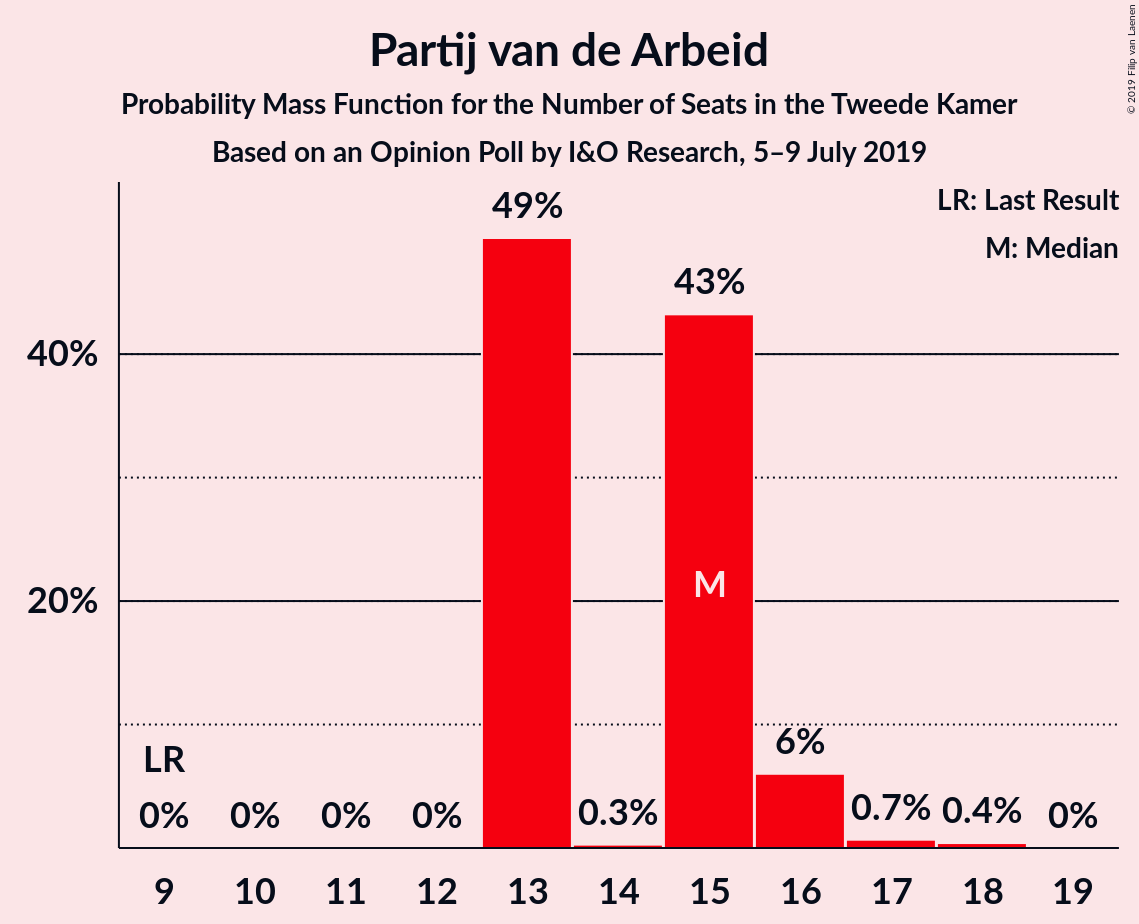 Partij van de Arbeid
Probability Mass Function for the Number of Seats in the Tweede Kamer
Based on an Opinion Poll by I&O Research, 5–9 July 2019
© 2019 Filip van Laenen
LR: Last Result
M: Median
49%
43%
40%
20%
M
LR
6%
0% 0% 0% 0% 0.3% 0.7% 0.4% 0%
9 10 11 12 13 14 15 16 17 18 19